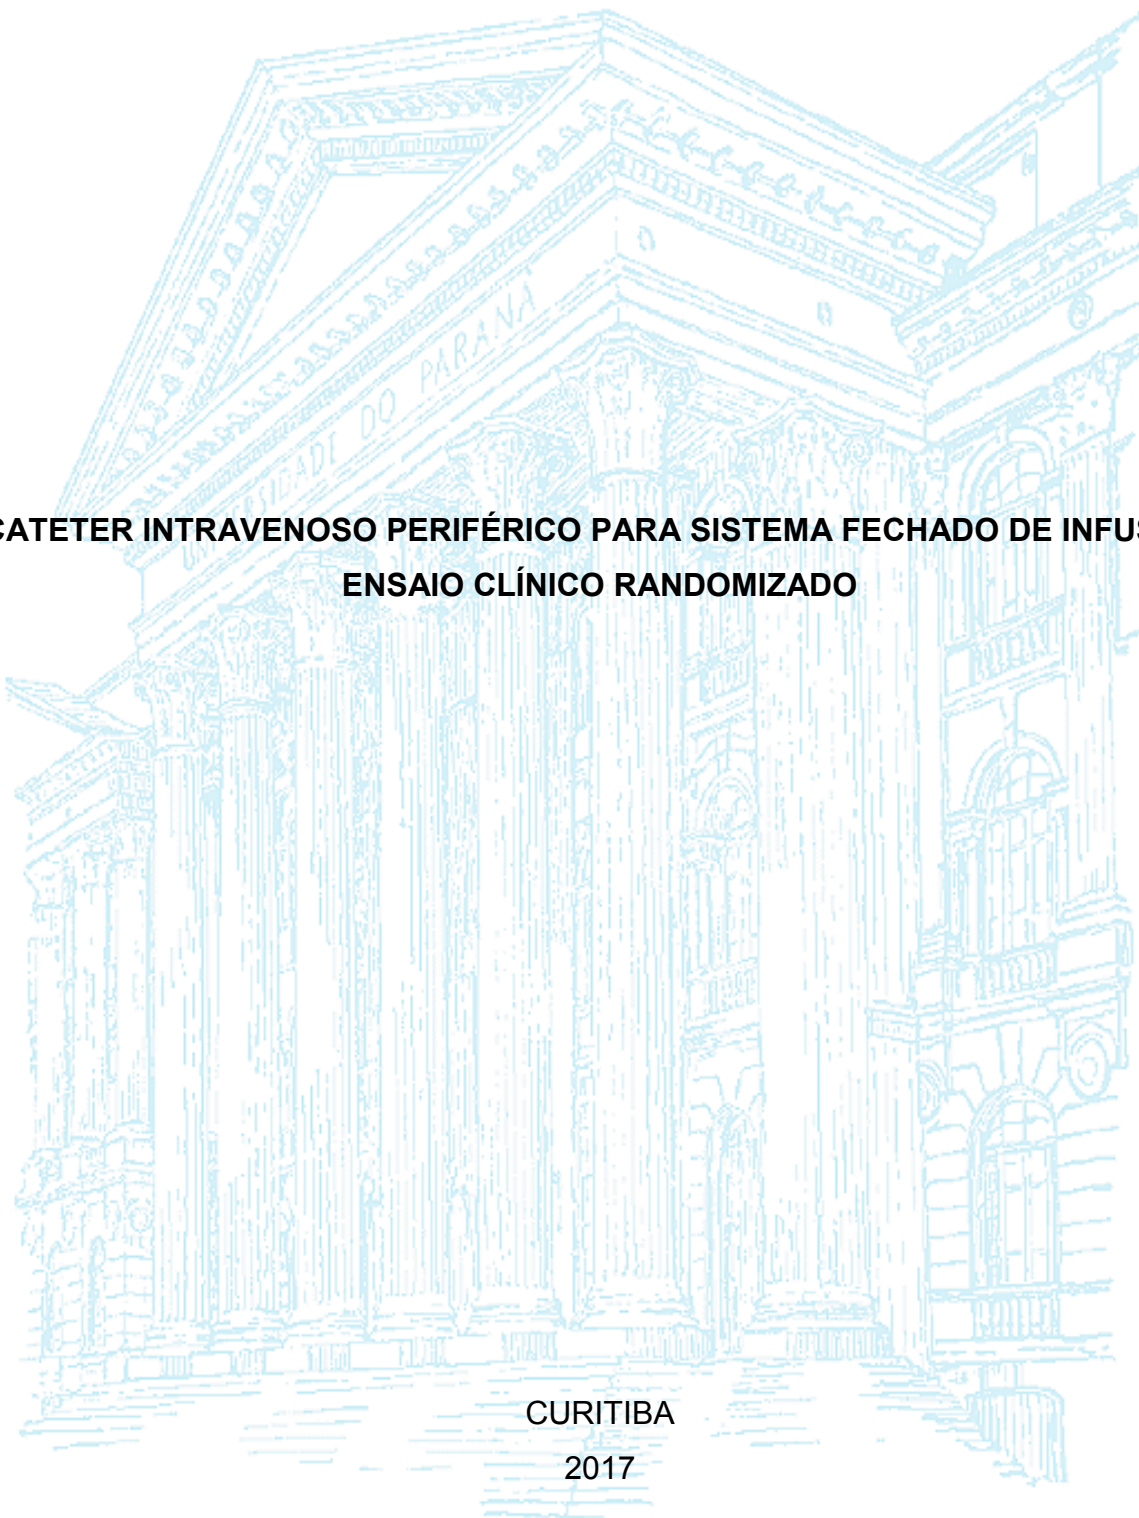 UNIVERSIDADE DO PARANÁ
CATETER INTRAVENOSO PERIFÉRICO PARA SISTEMA FECHADO DE INFUS
ENSAIO CLÍNICO RANDOMIZADO
CURITIBA
2017